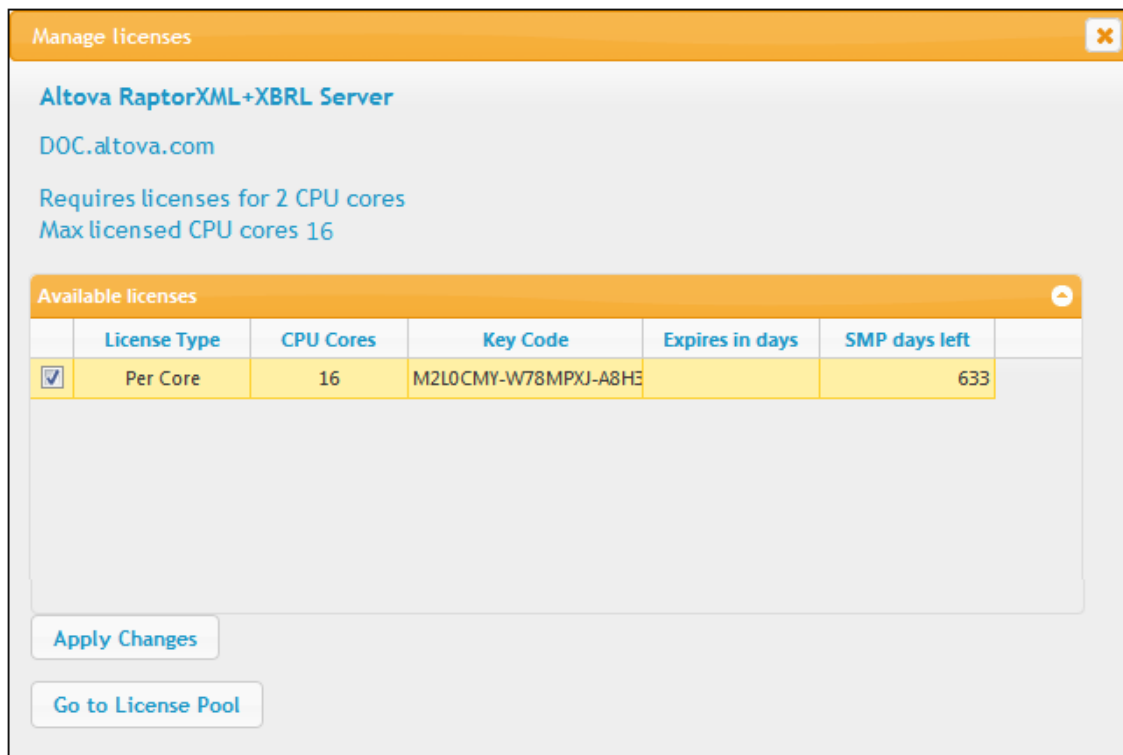 Manage licenses
Altova RaptorXML+XBRL Server
DOC.altova.com
Requires licenses for 2 CPU cores
Max licensed CPU cores 16
Available licenses
License Type CPU Cores Key Code Expires in days SMP days left
Per Core 16 M2L0CMY-W78MPXJ-A8H3 633
Apply Changes
Go to License Pool